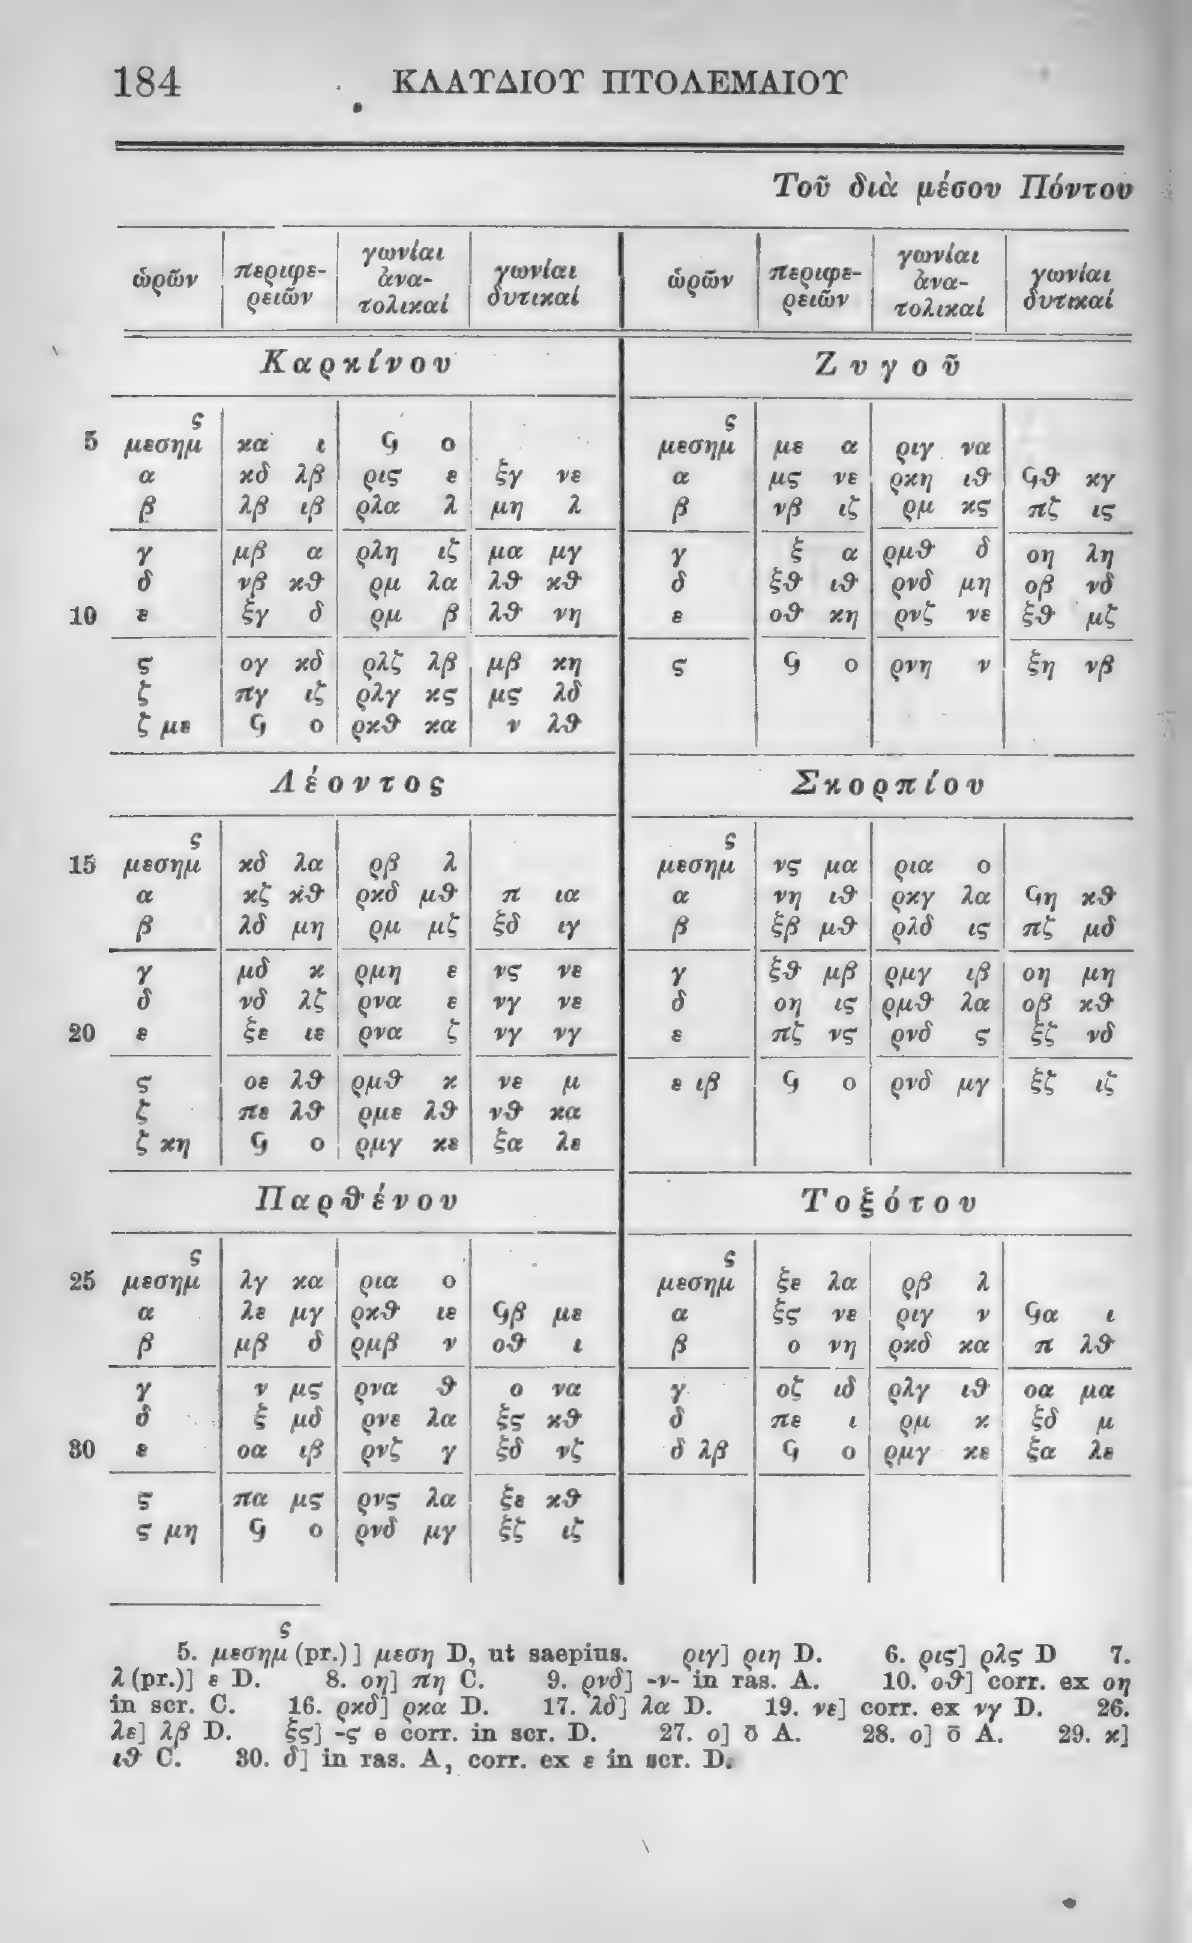 184 ΚΛΑΥΔΙΟΥ ΠΤΟΛΕΜΑΙΟΥ
Τοῦ διὰ μέσου Πόντου
ὡρῶν | περιφε-ρειῶν | γωνίαι ἀνα-τολικαί | γωνίαι δυτικαί | ὡρῶν | περιφε-ρειῶν | γωνίαι ἀνα-τολικαί | γωνίαι δυτικαί
Καρκίνου | Ζυγοῦ
ς | ς
5 μεσημ | κα ι | ϟ ο | | μεσημ | με α | ριγ να |
α | κδ λβ | ρις ε | ξγ νε | α | μς νε | ρκη ιθ | ϟθ κγ
β | λβ ιβ | ρλα λ | μη λ | β | νβ ιζ | ρμ κς | πζ ις
γ | μβ α | ρλη ιζ | μα μγ | γ | ξ α | ρμθ δ | οη λη
δ | νβ κθ | ρμ λα | λθ κθ | δ | ξθ ιθ | ρνδ μη | οβ νδ
10 ε | ξγ δ | ρμ β | λθ νη | ε | οθ κη | ρνζ νε | ξθ μζ
ς | ογ κδ | ρλζ λβ | μβ κη | ς | ϟ ο | ρνη ν | ξη νβ
ζ | πγ ιζ | ρλγ κς | μς λδ
ζ με | ϟ ο | ρκθ κα | ν λθ
Λέοντος | Σκορπίου
ς | ς
15 μεσημ | κδ λα | ρβ λ | | μεσημ | νς μα | ρια ο |
α | κζ κθ | ρκδ μθ | π ια | α | νη ιθ | ρκγ λα | ϟη κθ
β | λδ μη | ρμ μζ | ξδ ιγ | β | ξβ μθ | ρλδ ις | πζ μδ
γ | μδ κ | ρμη ε | νς νε | γ | ξθ μβ | ρμγ ιβ | οη μη
δ | νδ λζ | ρνα ε | νγ νε | δ | οη ις | ρμθ λα | οβ κθ
20 ε | ξε ιε | ρνα ζ | νγ νγ | ε | πζ νς | ρνδ ς | ξζ νδ
ς | οε λθ | ρμθ κ | νε μ | ε ιβ | ϟ ο | ρνδ μγ | ξζ ιζ
ζ | πε λθ | ρμε λθ | νθ κα
ζ κη | ϟ ο | ρμγ κε | ξα λε
Παρθένου | Τοξότου
ς | ς
25 μεσημ | λγ κα | ρια ο | | μεσημ | ξε λα | ρβ λ |
α | λε μγ | ρκθ ιε | ϟβ με | α | ξς νε | ριγ ν | ϟα ι
β | μβ δ | ρμβ ν | οθ ι | β | ο νη | ρκδ κα | π λθ
γ | ν μς | ρνα θ | ο να | γ | οζ ιδ | ρλγ ιθ | οα μα
δ | ξ μδ | ρνε λα | ξς κθ | δ | πε ι | ρμ κ | ξδ μ
30 ε | οα ιβ | ρνζ γ | ξδ νζ | δ λβ | ϟ ο | ρμγ κε | ξα λε
ς | πα μς | ρνς λα | ξε κθ
ς μη | ϟ ο | ρνδ μγ | ξζ ιζ
ς
5. μεσημ (pr.)] μεση D, ut saepius. ριγ] ριη D. 6. ρις] ρλς D 7.
λ (pr.)] ε D. 8. οη] πη C. 9. ρνδ] -ν- in ras. A. 10. οθ] corr. ex οη
in scr. C. 16. ρκδ] ρκα D. 17. λδ] λα D. 19. νε] corr. ex νγ D. 26.
λε] λβ D. ξς] -ς e corr. in scr. D. 27. ο] ο̄ A. 28. ο] ο̄ A. 29. κ]
ιθ C. 30. δ] in ras. A, corr. ex ε in scr. D.